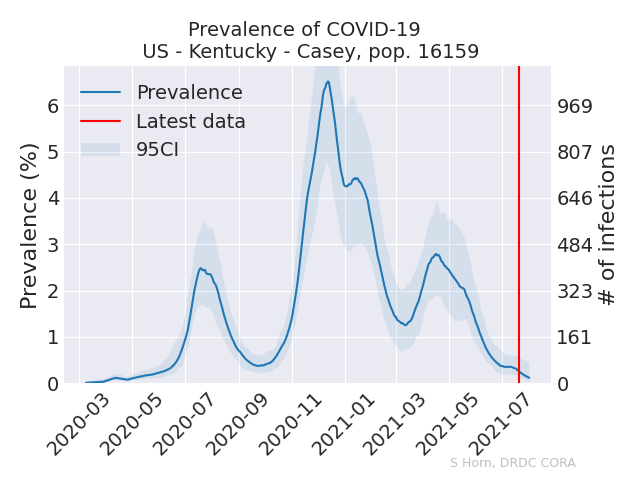 Prevalence of COVID-19
US - Kentucky - Casey, pop. 16159
Prevalence
Latest data
95CI
Prevalence (%)
6
5
4
3
2
1
0
969
807
646
484
323
161
0
# of infections
2020-03
2020-05
2020-07
2020-09
2020-11
2021-01
2021-03
2021-05
2021-07
S Horn, DRDC CORA